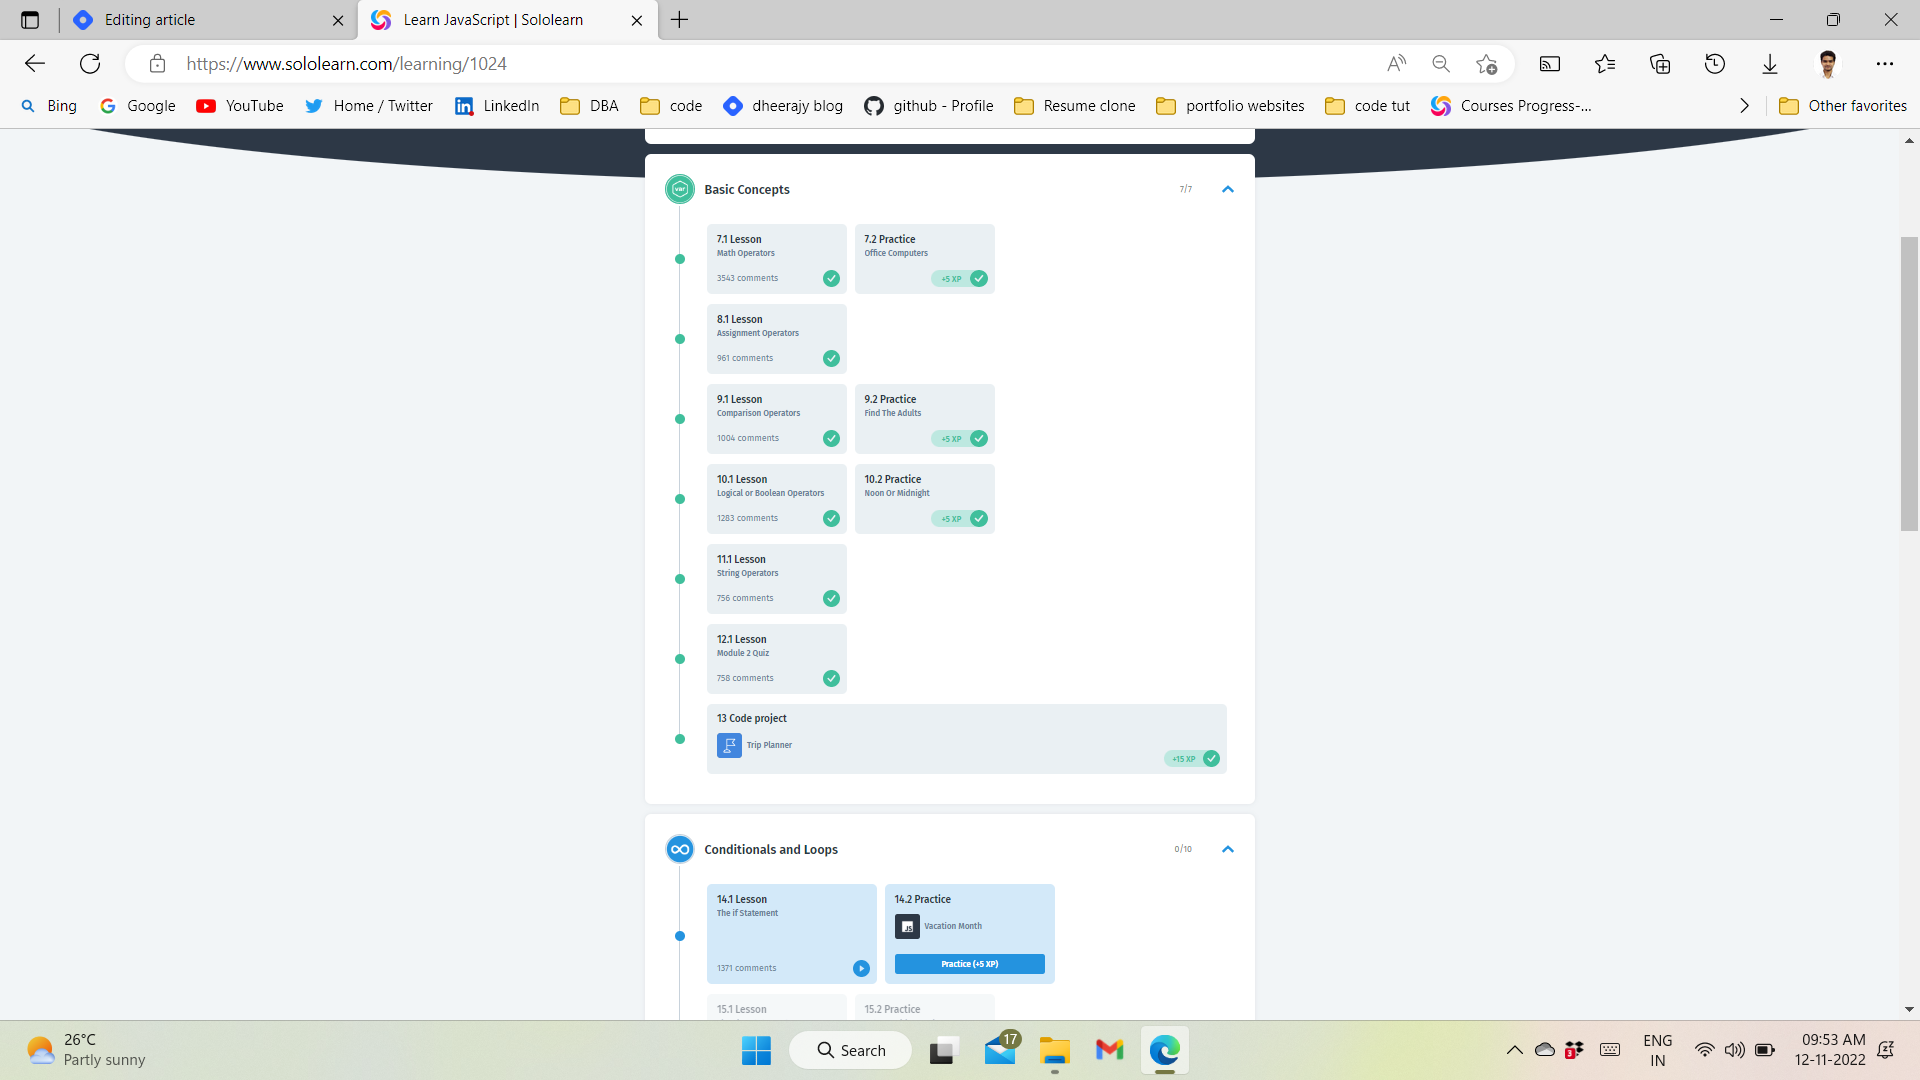 Editing article
Learn JavaScript | Sololearn
https://www.sololearn.com/learning/1024
Bing
Google
YouTube
Home / Twitter
LinkedIn
DBA
code
dheerajy blog
github - Profile
Resume clone
portfolio websites
code tut
Courses Progress-...
Other favorites
var
Basic Concepts
7/7
7.1 Lesson
Math Operators
3543 comments
7.2 Practice
Office Computers
+5 XP
8.1 Lesson
Assignment Operators
961 comments
9.1 Lesson
Comparison Operators
1004 comments
9.2 Practice
Find The Adults
+5 XP
10.1 Lesson
Logical or Boolean Operators
1283 comments
10.2 Practice
Noon Or Midnight
+5 XP
11.1 Lesson
String Operators
756 comments
12.1 Lesson
Module 2 Quiz
758 comments
13 Code project
Trip Planner
+15 XP
Conditionals and Loops
0/10
14.1 Lesson
The if Statement
1371 comments
14.2 Practice
JS
Vacation Month
Practice (+5 XP)
15.1 Lesson
15.2 Practice
26°C
Partly sunny
Search
17
3
ENG
IN
09:53 AM
12-11-2022